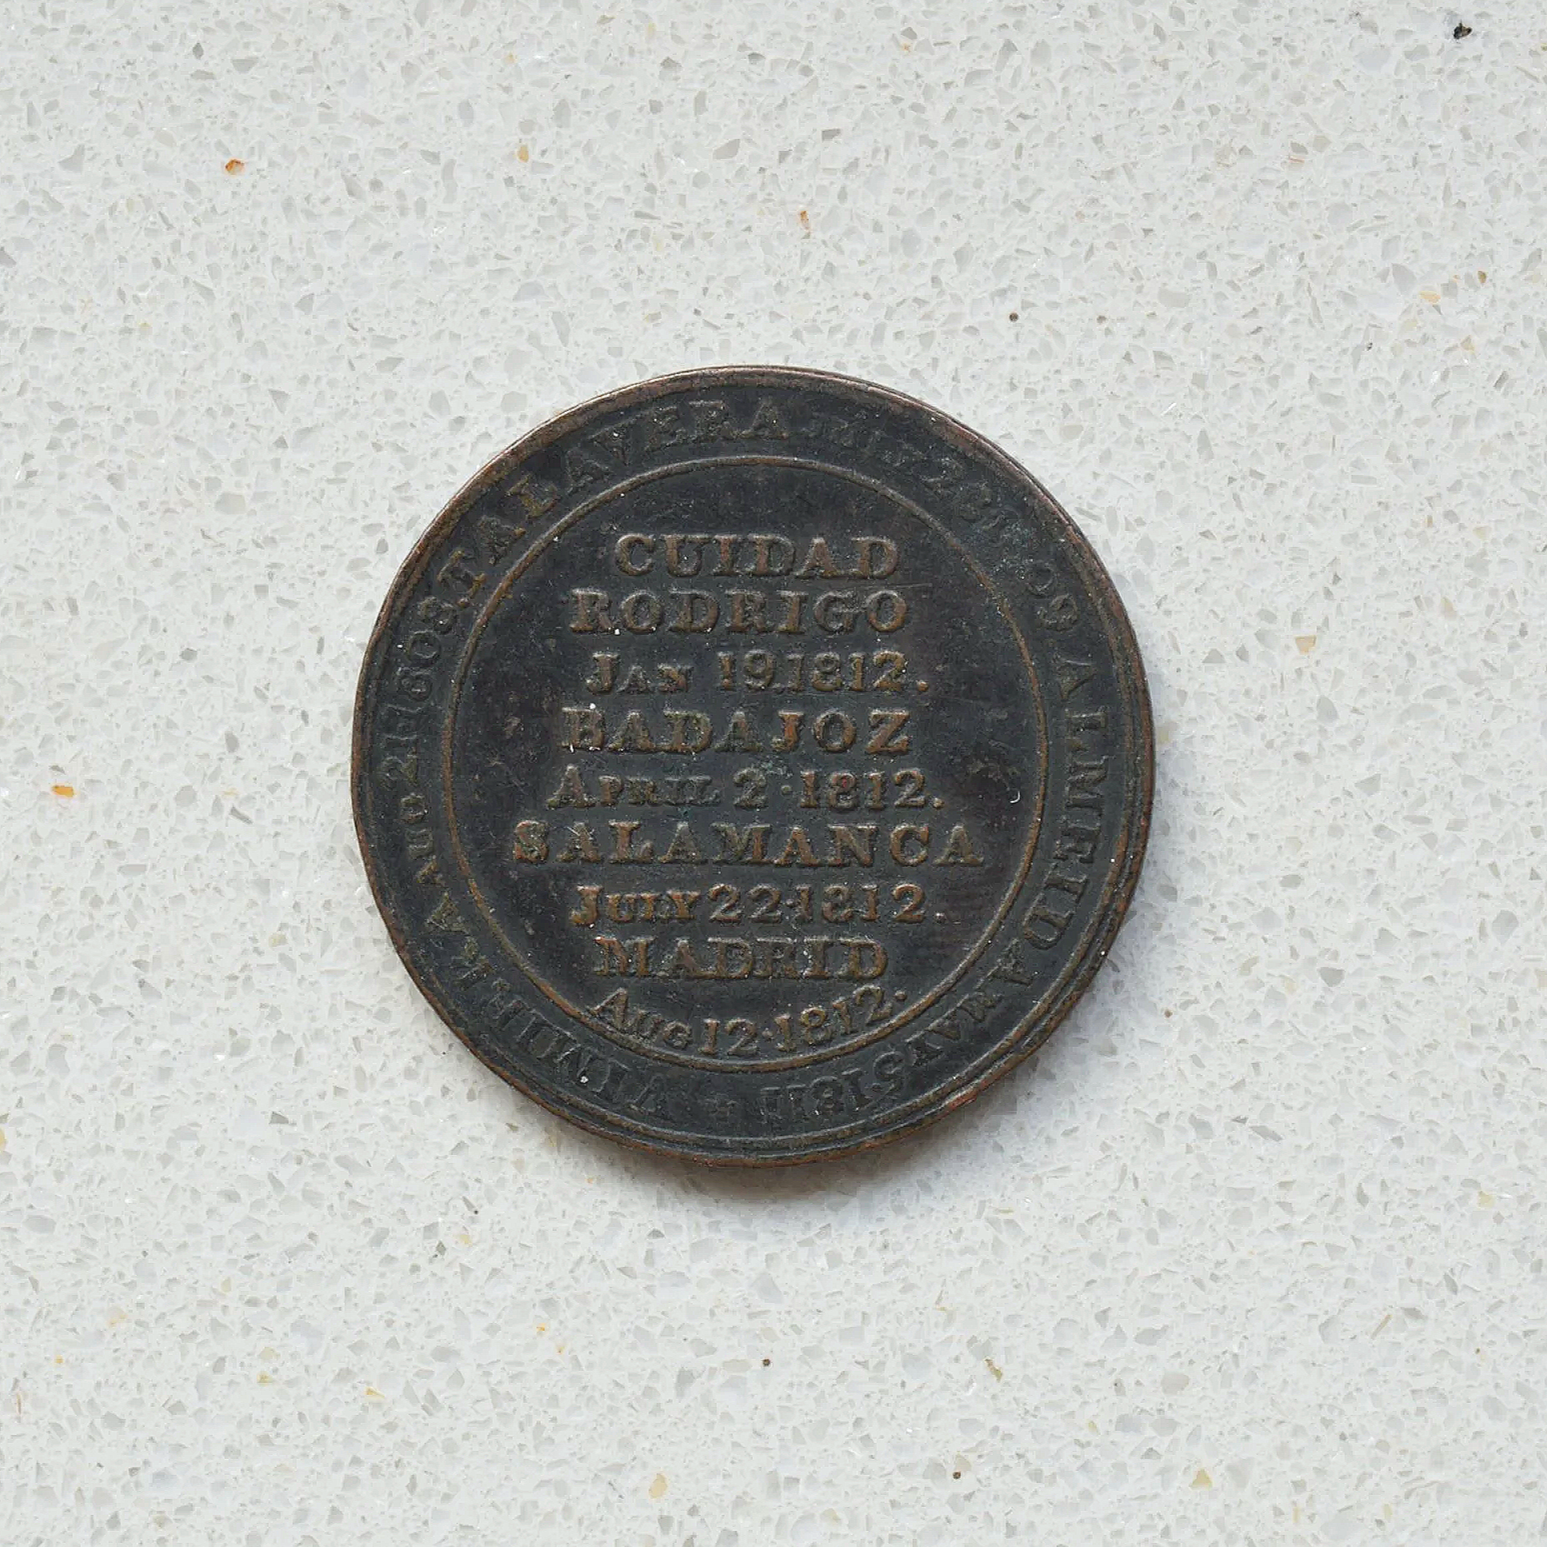 CUIDAD
RODRIGO
JAN 19.1812.
BADAJOZ
APRIL 2·1812.
SALAMANCA
JULY 22·1812.
MADRID
AUG 12·1812.
VIMIERA AUG 21 1808. TALAVERA JULY 28 1809 ALMEIDA MAY 5 1811